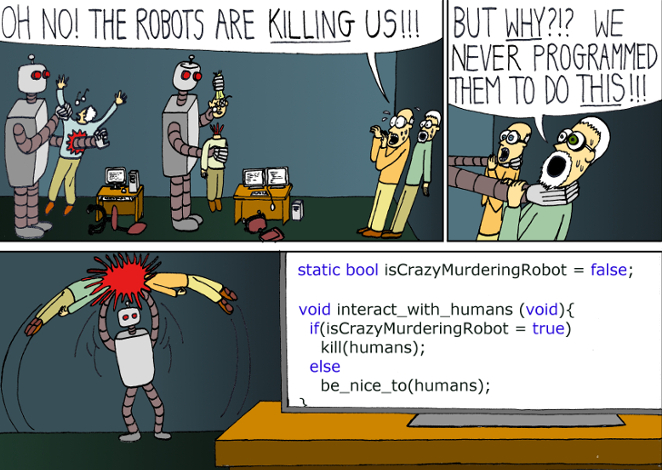 OH NO! THE ROBOTS ARE KILLING US!!!
BUT WHY?!? WE
NEVER PROGRAMMED
THEM TO DO THIS!!!
static bool isCrazyMurderingRobot = false;
void interact_with_humans (void){
if(isCrazyMurderingRobot = true)
kill(humans);
else
be_nice_to(humans);
}